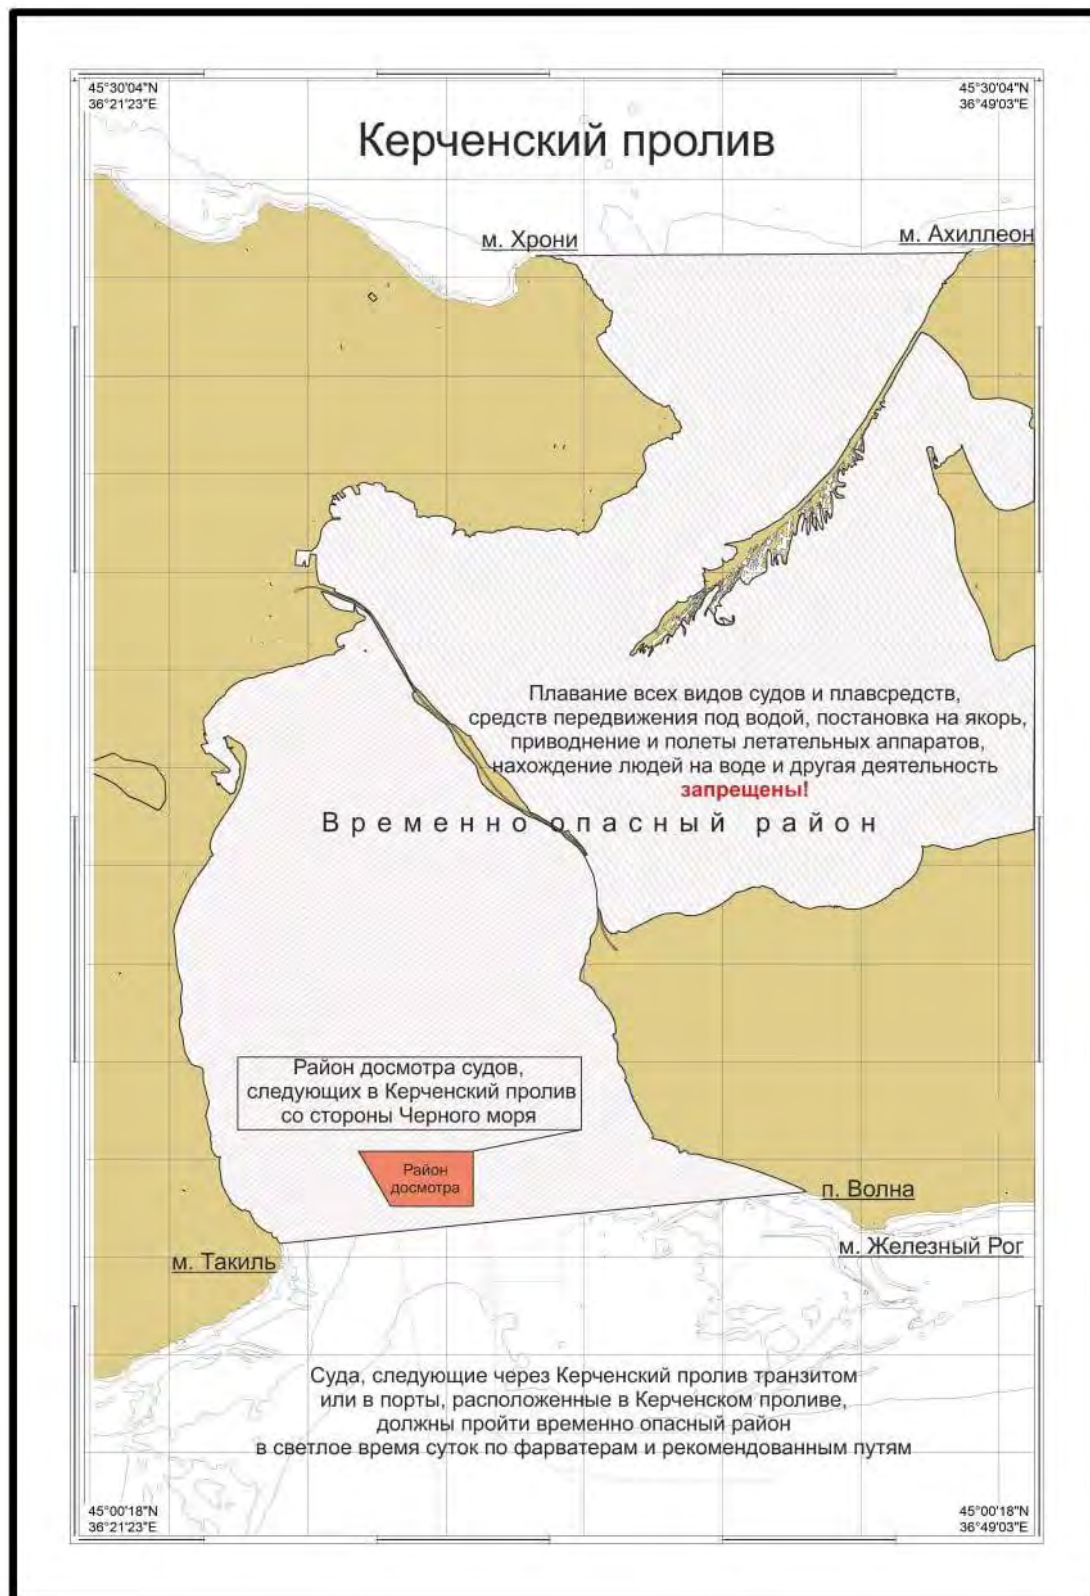 45°30'04"N
36°21'23"E
45°30'04"N
36°49'03"E
Керченский пролив
м. Хрони
м. Ахиллеон
Плавание всех видов судов и плавсредств,
средств передвижения под водой, постановка на якорь,
приводнение и полеты летательных аппаратов,
нахождение людей на воде и другая деятельность
запрещены!
Временно опасный район
Район досмотра судов,
следующих в Керченский пролив
со стороны Черного моря
Район
досмотра
п. Волна
м. Железный Рог
м. Такиль
Суда, следующие через Керченский пролив транзитом
или в порты, расположенные в Керченском проливе,
должны пройти временно опасный район
в светлое время суток по фарватерам и рекомендованным путям
45°00'18"N
36°21'23"E
45°00'18"N
36°49'03"E